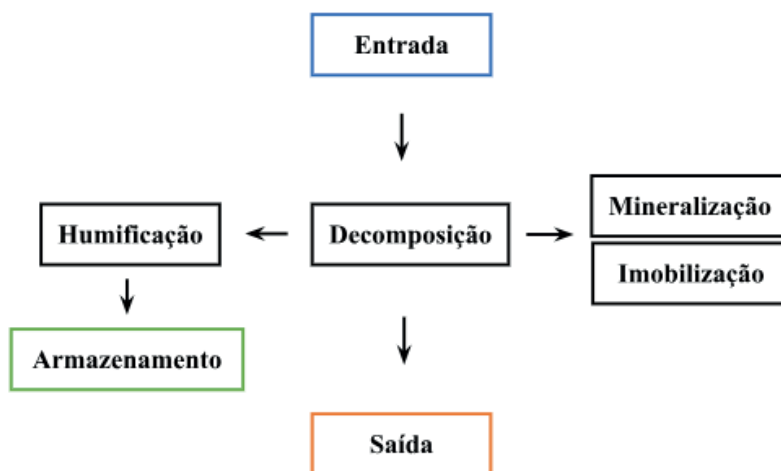 Entrada
Mineralização
Humificação
Decomposição
Imobilização
Armazenamento
Saída